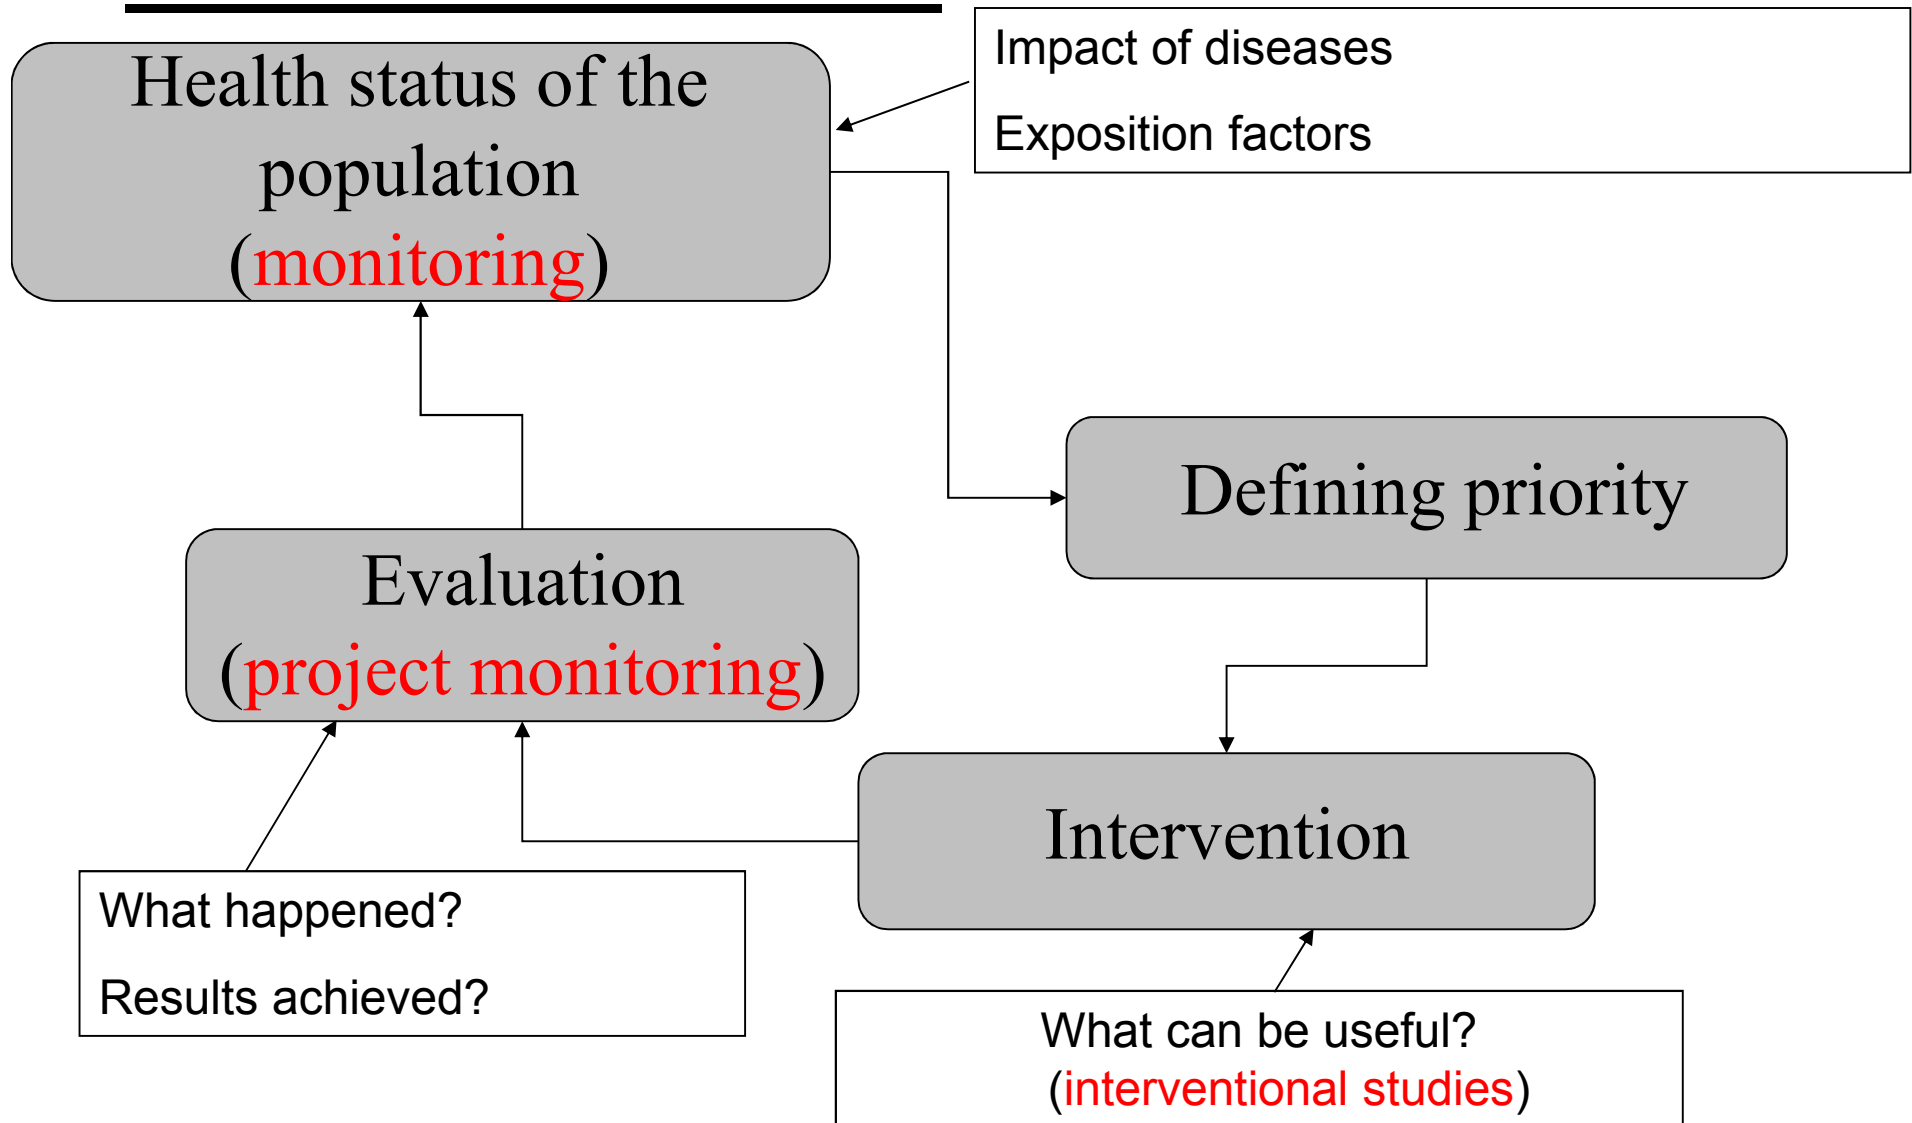 Health status of the
population
(monitoring)
Impact of diseases
Exposition factors
Defining priority
Evaluation
(project monitoring)
Intervention
What happened?
Results achieved?
What can be useful?
(interventional studies)